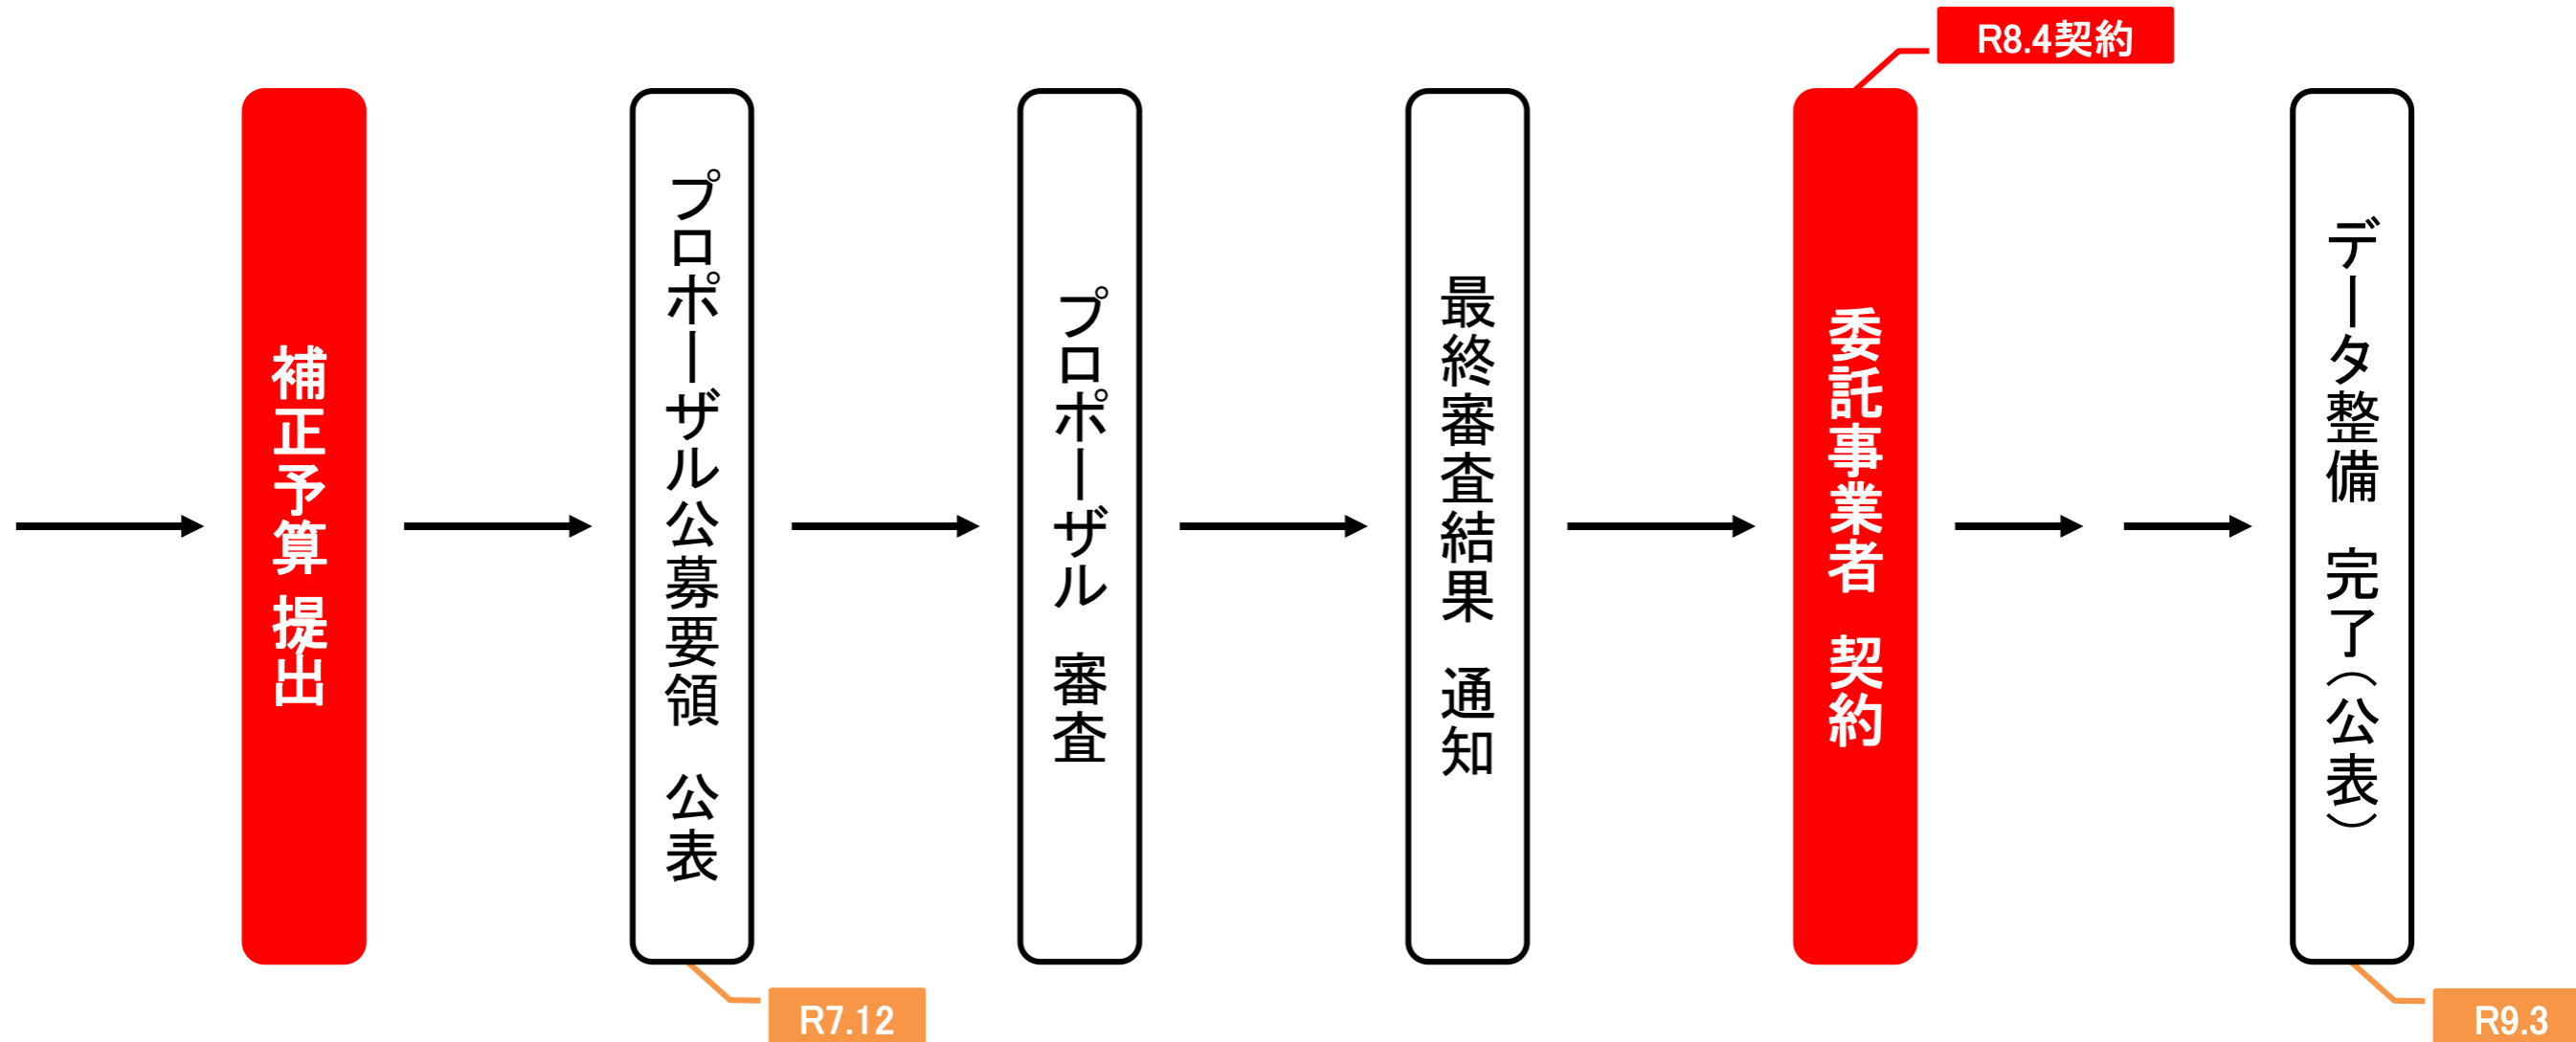 R8.4契約
補正予算 提出
プロポーザル公募要領 公表
プロポーザル 審査
最終審査結果 通知
委託事業者 契約
データ整備 完了（公表）
R7.12
R9.3